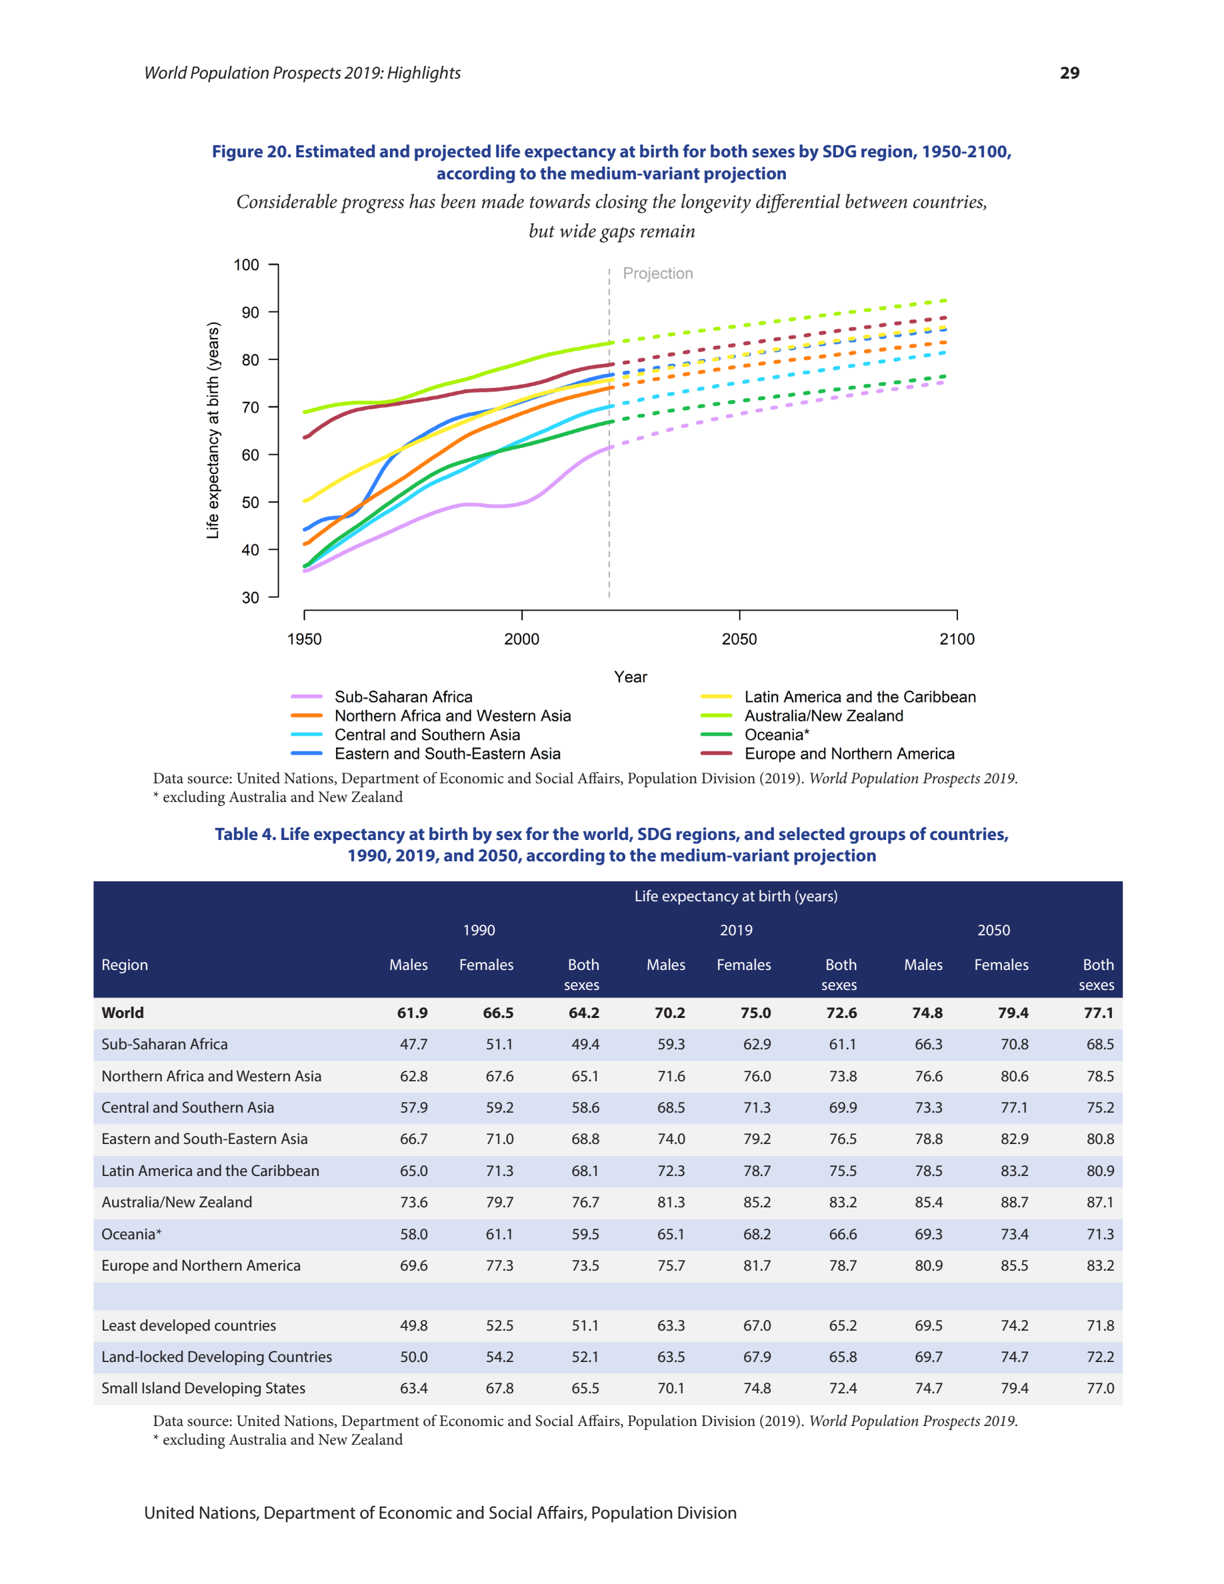 World Population Prospects 2019: Highlights 29
Figure 20. Estimated and projected life expectancy at birth for both sexes by SDG region, 1950-2100,
according to the medium-variant projection
Considerable progress has been made towards closing the longevity differential between countries,
but wide gaps remain
Projection
Life expectancy at birth (years)
100
90
80
70
60
50
40
30
1950 2000 2050 2100
Year
Sub-Saharan Africa
Northern Africa and Western Asia
Central and Southern Asia
Eastern and South-Eastern Asia
Latin America and the Caribbean
Australia/New Zealand
Oceania*
Europe and Northern America
Data source: United Nations, Department of Economic and Social Affairs, Population Division (2019). World Population Prospects 2019.
* excluding Australia and New Zealand
Table 4. Life expectancy at birth by sex for the world, SDG regions, and selected groups of countries,
1990, 2019, and 2050, according to the medium-variant projection
Life expectancy at birth (years)
1990 2019 2050
Region Males Females Both Males Females Both Males Females Both
sexes sexes sexes
World 61.9 66.5 64.2 70.2 75.0 72.6 74.8 79.4 77.1
Sub-Saharan Africa 47.7 51.1 49.4 59.3 62.9 61.1 66.3 70.8 68.5
Northern Africa and Western Asia 62.8 67.6 65.1 71.6 76.0 73.8 76.6 80.6 78.5
Central and Southern Asia 57.9 59.2 58.6 68.5 71.3 69.9 73.3 77.1 75.2
Eastern and South-Eastern Asia 66.7 71.0 68.8 74.0 79.2 76.5 78.8 82.9 80.8
Latin America and the Caribbean 65.0 71.3 68.1 72.3 78.7 75.5 78.5 83.2 80.9
Australia/New Zealand 73.6 79.7 76.7 81.3 85.2 83.2 85.4 88.7 87.1
Oceania* 58.0 61.1 59.5 65.1 68.2 66.6 69.3 73.4 71.3
Europe and Northern America 69.6 77.3 73.5 75.7 81.7 78.7 80.9 85.5 83.2
Least developed countries 49.8 52.5 51.1 63.3 67.0 65.2 69.5 74.2 71.8
Land-locked Developing Countries 50.0 54.2 52.1 63.5 67.9 65.8 69.7 74.7 72.2
Small Island Developing States 63.4 67.8 65.5 70.1 74.8 72.4 74.7 79.4 77.0
Data source: United Nations, Department of Economic and Social Affairs, Population Division (2019). World Population Prospects 2019.
* excluding Australia and New Zealand
United Nations, Department of Economic and Social Affairs, Population Division